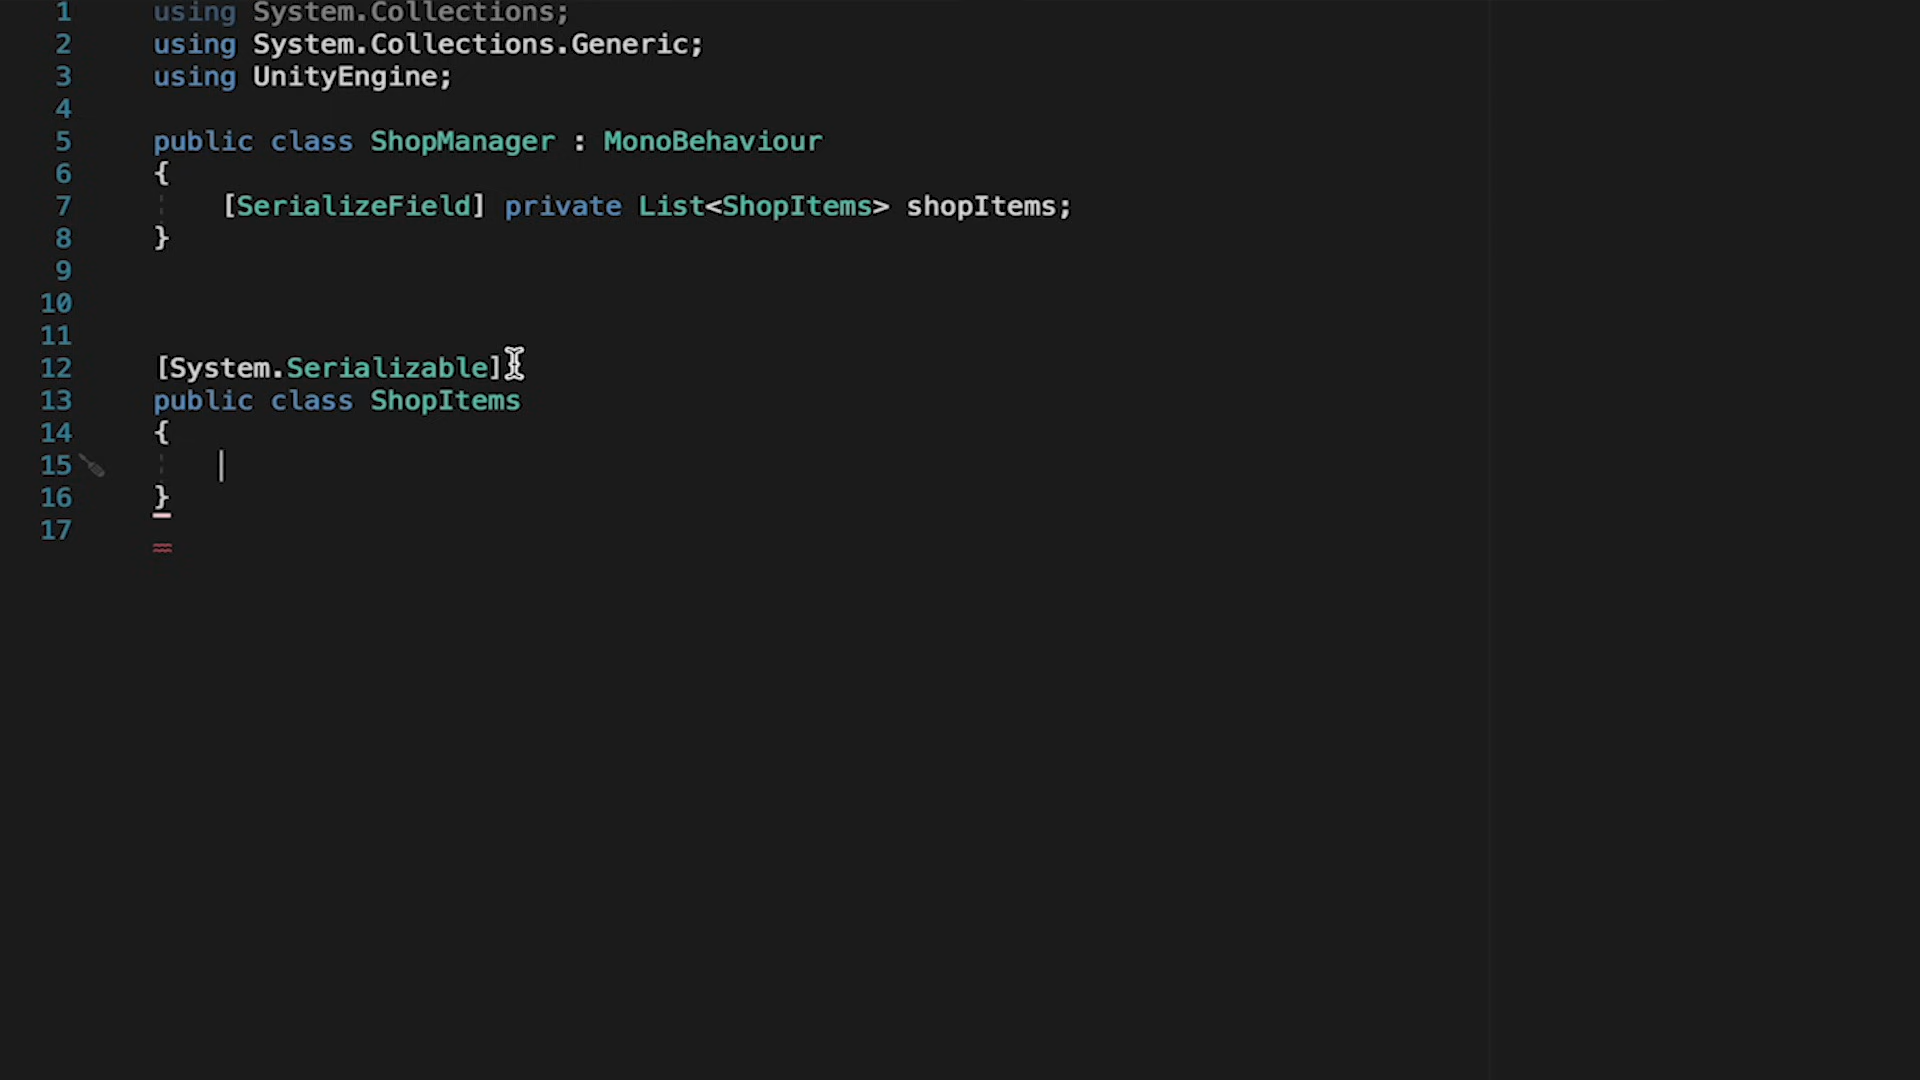 1 using System.Collections;
2 using System.Collections.Generic;
3 using UnityEngine;
4
5 public class ShopManager : MonoBehaviour
6 {
7 [SerializeField] private List<ShopItems> shopItems;
8 }
9
10
11
12 [System.Serializable]
13 public class ShopItems
14 {
15
16 }
17